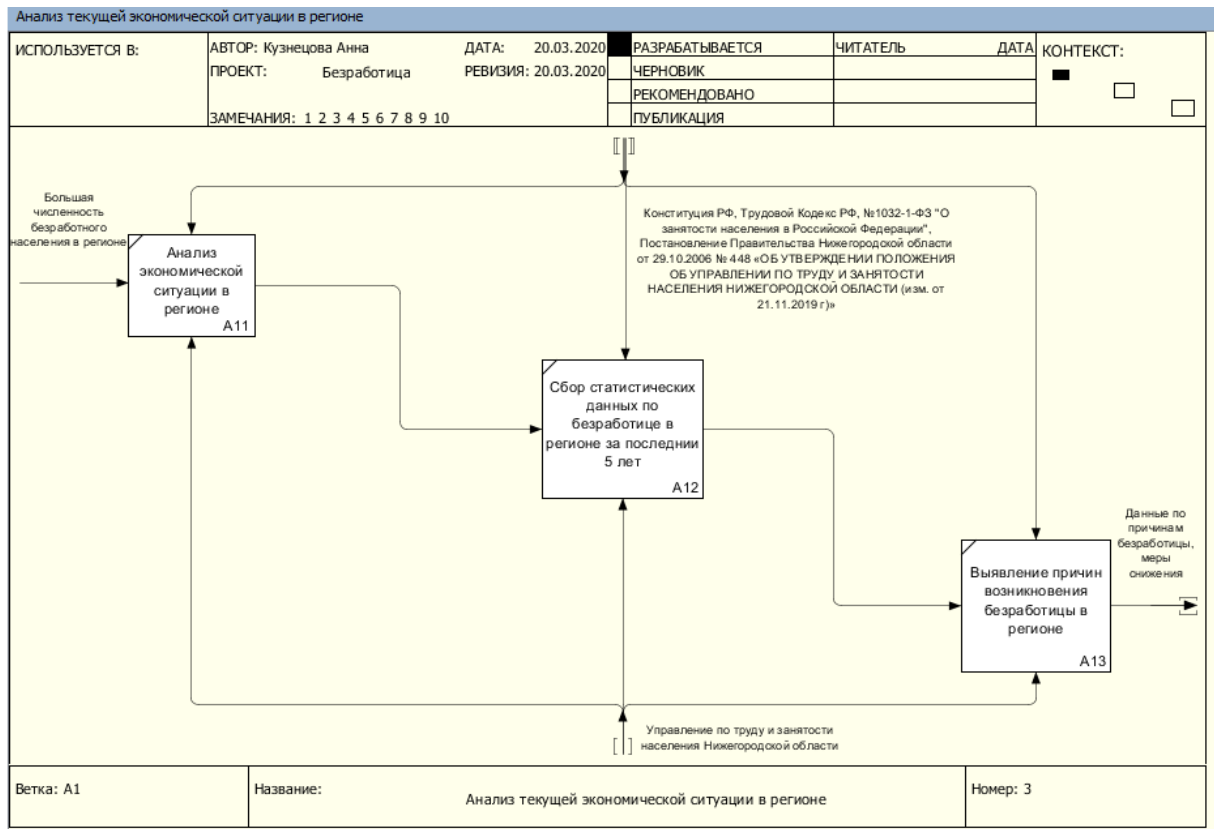 Анализ текущей экономической ситуации в регионе
ИСПОЛЬЗУЕТСЯ В:
АВТОР: Кузнецова Анна
ДАТА: 20.03.2020
ПРОЕКТ: Безработица
РЕВИЗИЯ: 20.03.2020
ЗАМЕЧАНИЯ: 1 2 3 4 5 6 7 8 9 10
РАЗРАБАТЫВАЕТСЯ
ЧЕРНОВИК
РЕКОМЕНДОВАНО
ПУБЛИКАЦИЯ
ЧИТАТЕЛЬ
ДАТА
КОНТЕКСТ:
Большая
численность
безработного
населения в регионе
Анализ
экономической
ситуации в
регионе
A11
Конституция РФ, Трудовой Кодекс РФ, №1032-1-ФЗ "О
занятости населения в Российской Федерации",
Постановление Правительства Нижегородской области
от 29.10.2006 № 448 «ОБ УТВЕРЖДЕНИИ ПОЛОЖЕНИЯ
ОБ УПРАВЛЕНИИ ПО ТРУДУ И ЗАНЯТОСТИ
НАСЕЛЕНИЯ НИЖЕГОРОДСКОЙ ОБЛАСТИ (изм. от
21.11.2019 г)»
Сбор статистических
данных по
безработице в
регионе за последнии
5 лет
A12
Данные по
причинам
безработицы,
меры
снижения
Выявление причин
возникновения
безработицы в
регионе
A13
Управление по труду и занятости
населения Нижегородской области
Ветка: A1
Название:
Анализ текущей экономической ситуации в регионе
Номер: 3